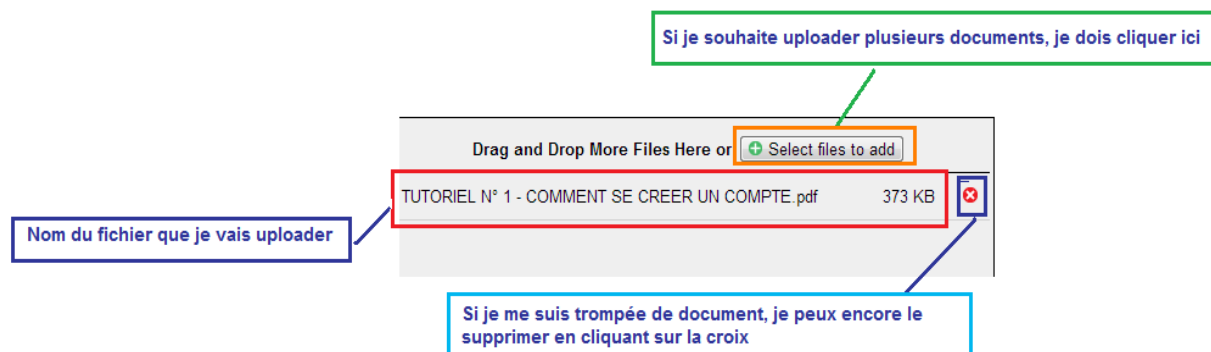 Si je souhaite uploader plusieurs documents, je dois cliquer ici
Drag and Drop More Files Here or Select files to add
TUTORIEL N° 1 - COMMENT SE CREER UN COMPTE.pdf 373 KB
Nom du fichier que je vais uploader
Si je me suis trompée de document, je peux encore le
supprimer en cliquant sur la croix